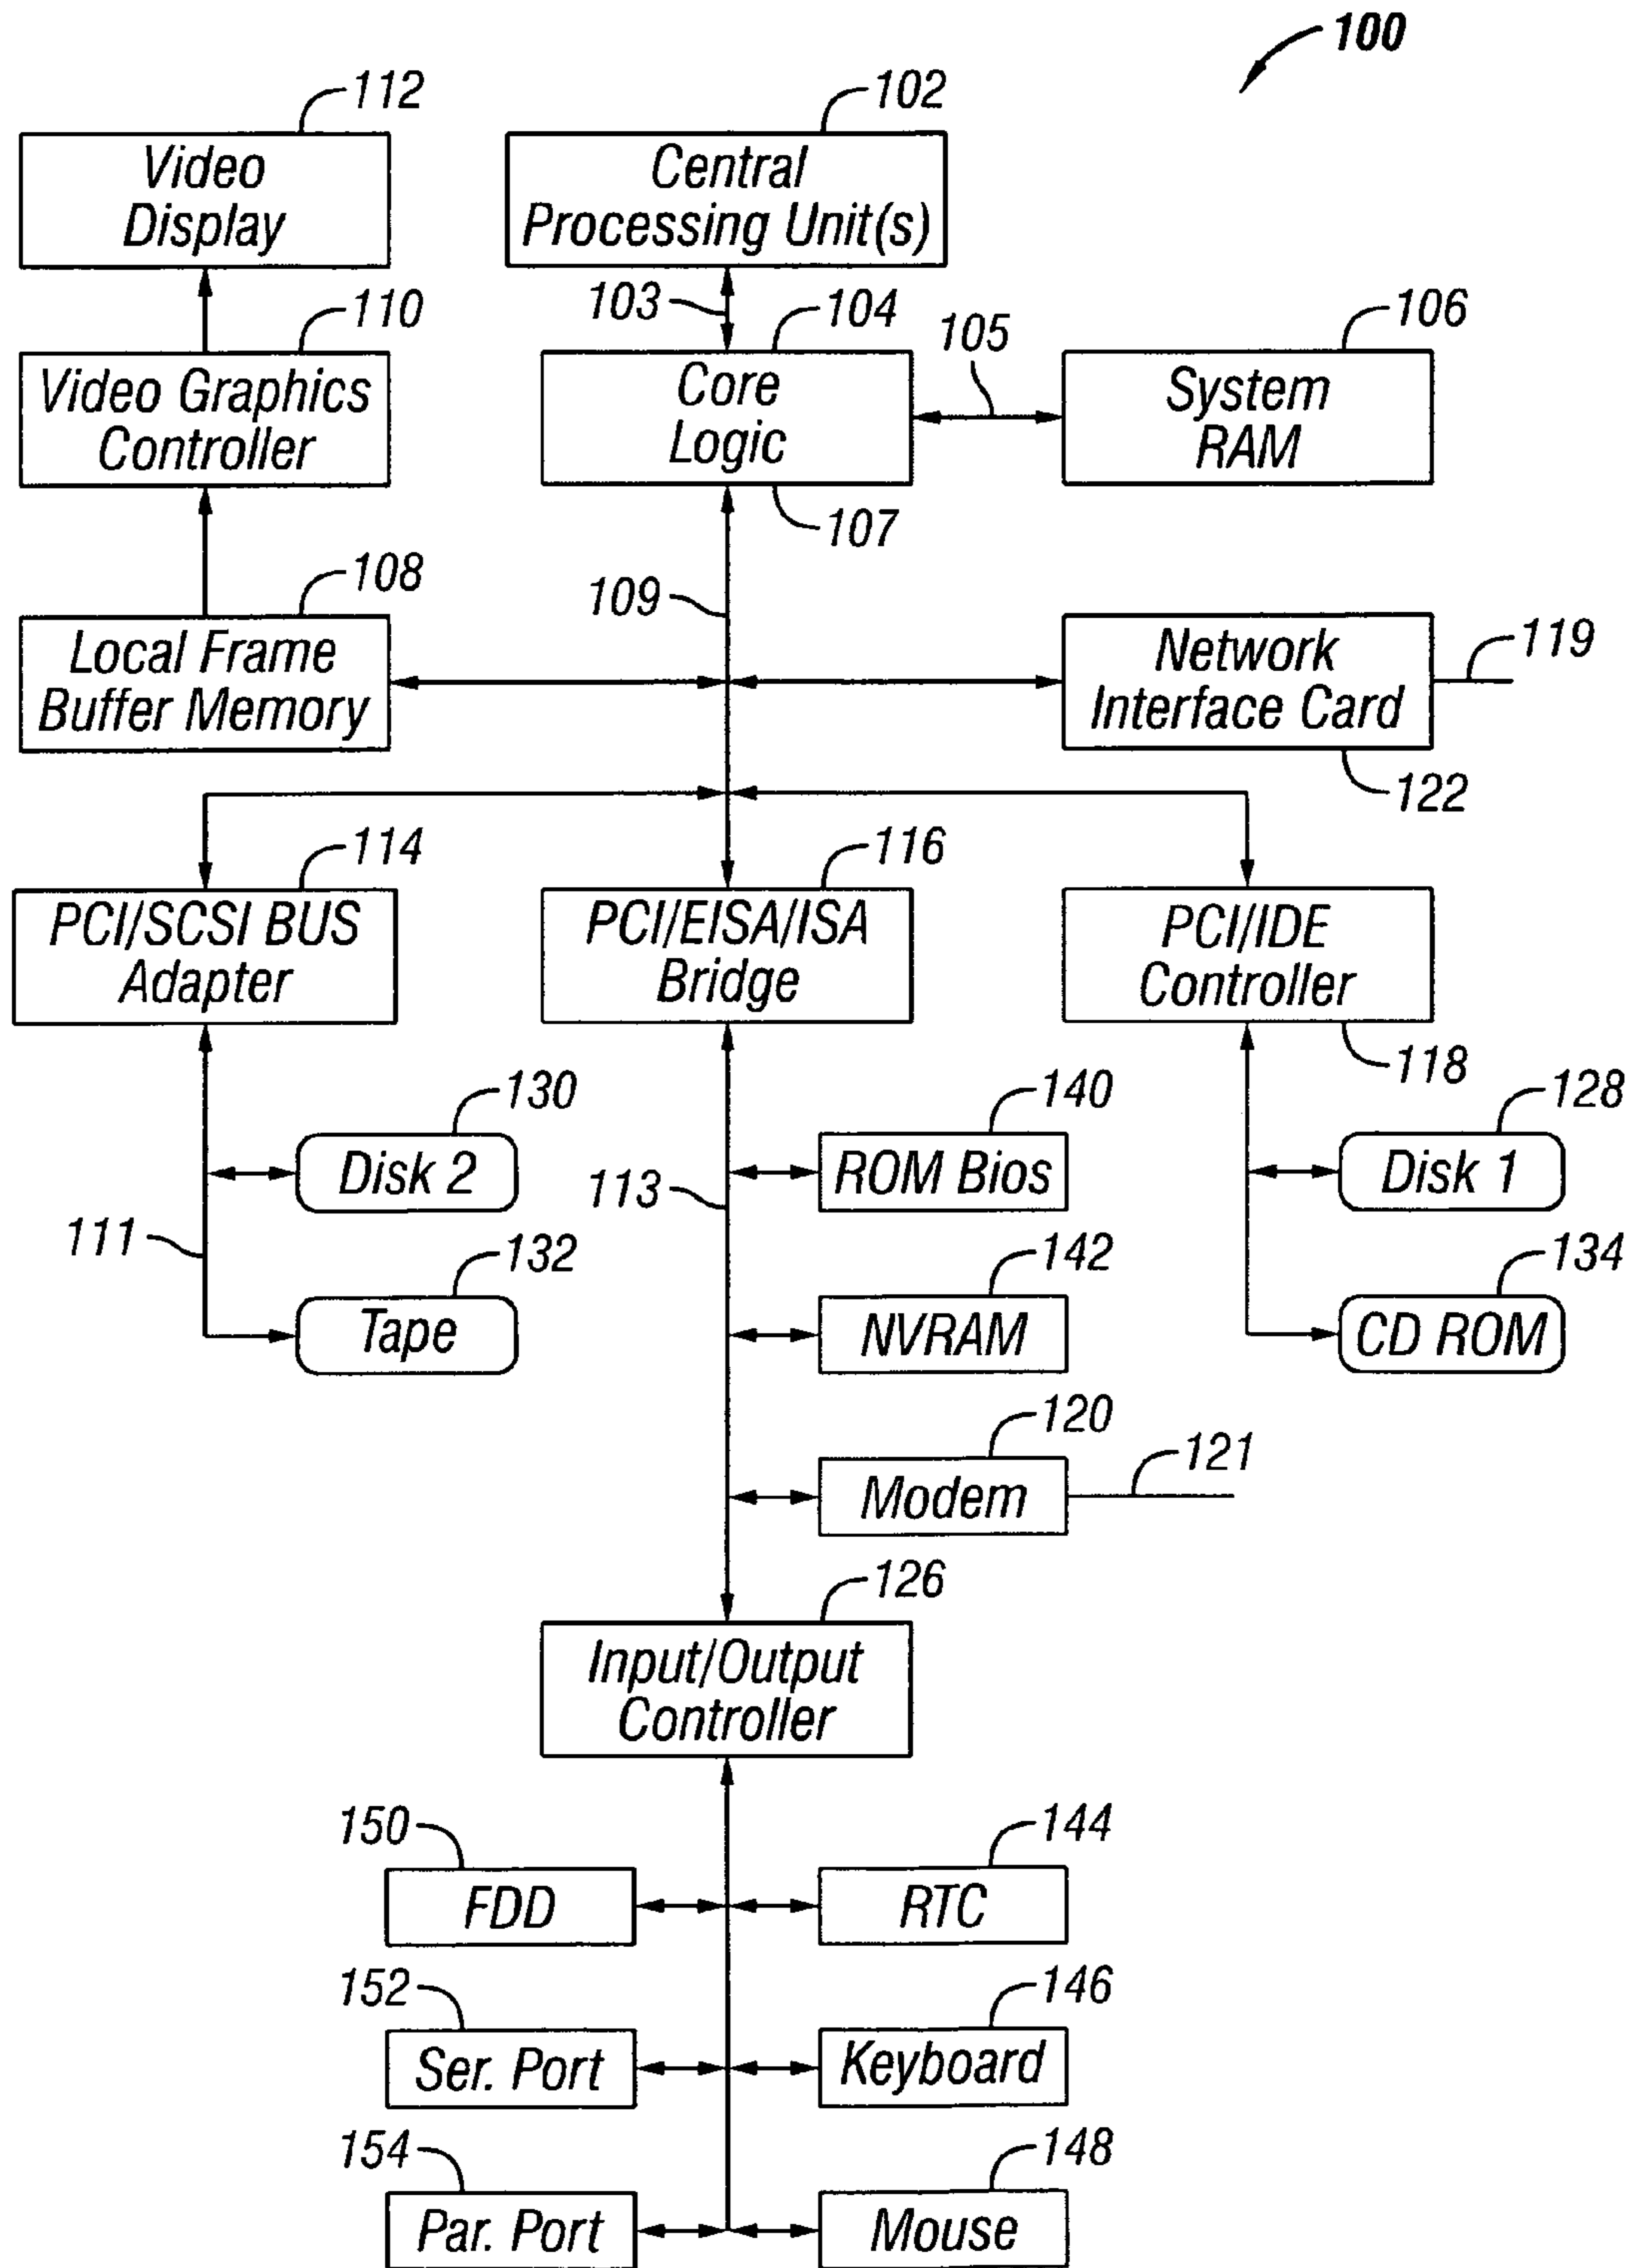 100
112
102
Video
Display
Central
Processing Unit(s)
110
103
104
105
106
Video Graphics
Controller
Core
Logic
System
RAM
107
108
109
Local Frame
Buffer Memory
Network
Interface Card
119
122
114
116
PCI/SCSI BUS
Adapter
PCI/EISA/ISA
Bridge
PCI/IDE
Controller
118
130
140
128
Disk 2
113
ROM Bios
Disk 1
111
132
142
134
Tape
NVRAM
CD ROM
120
121
Modem
126
Input/Output
Controller
150
144
FDD
RTC
152
146
Ser. Port
Keyboard
154
148
Par. Port
Mouse